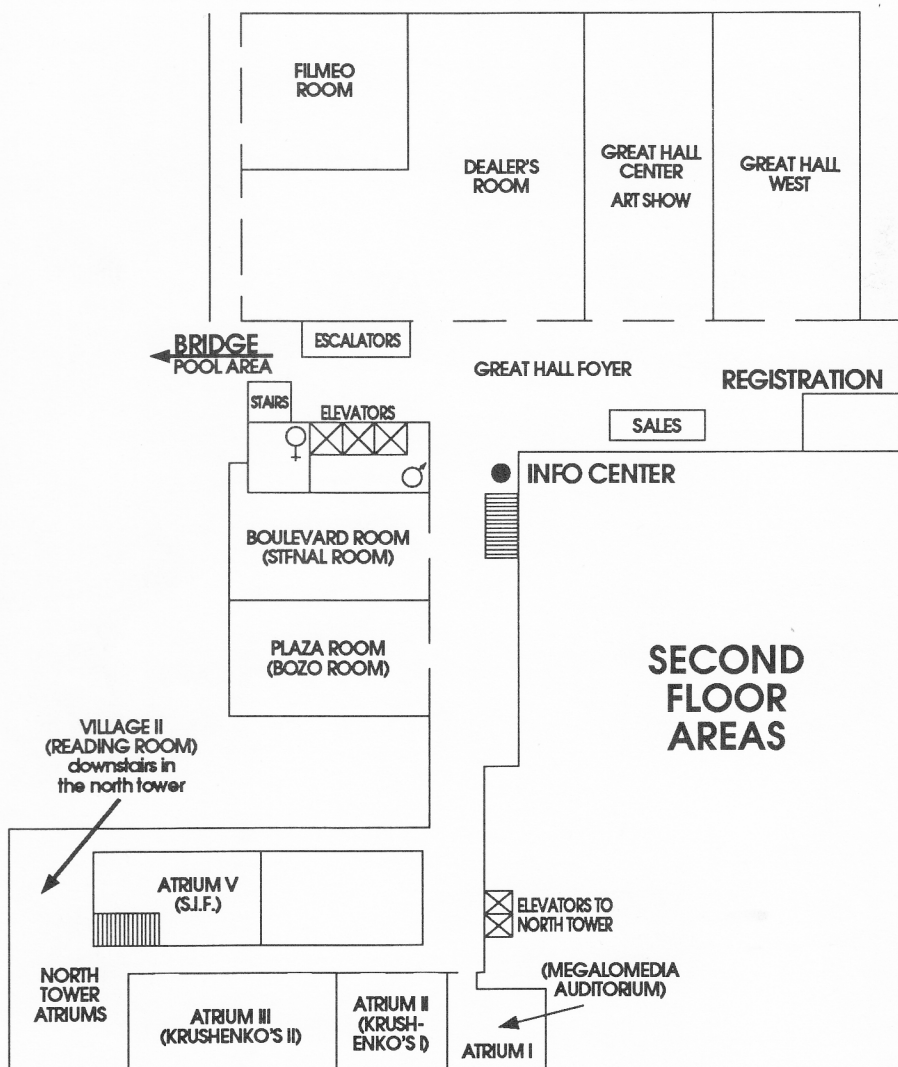 FILMEO
ROOM
DEALER'S
ROOM
GREAT HALL
CENTER
ART SHOW
GREAT HALL
WEST
BRIDGE
POOL AREA
ESCALATORS
GREAT HALL FOYER
REGISTRATION
STAIRS
ELEVATORS
SALES
INFO CENTER
BOULEVARD ROOM
(STFNAL ROOM)
PLAZA ROOM
(BOZO ROOM)
SECOND
FLOOR
AREAS
VILLAGE II
(READING ROOM)
downstairs in
the north tower
ATRIUM V
(S.I.F.)
ELEVATORS TO
NORTH TOWER
(MEGALOMEDIA
AUDITORIUM)
NORTH
TOWER
ATRIUMS
ATRIUM III
(KRUSHENKO'S II)
ATRIUM II
(KRUSH-
ENKO'S I)
ATRIUM I